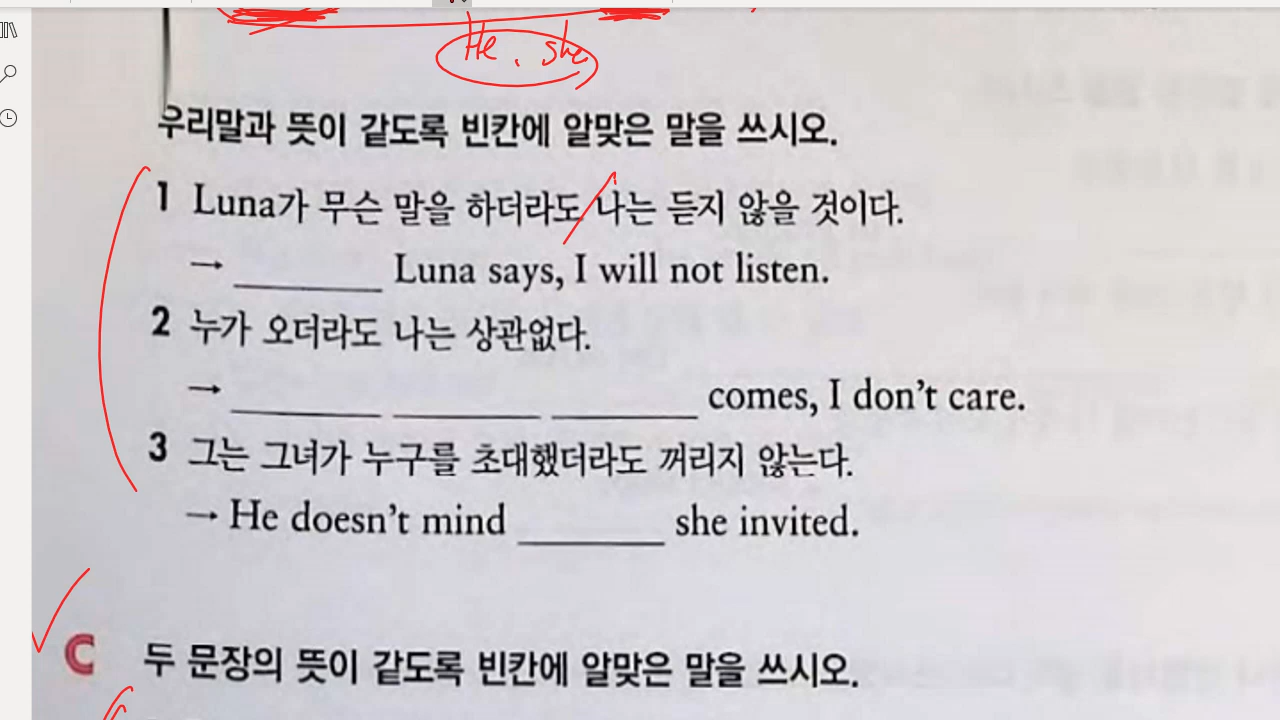 He. she
우리말과 뜻이 같도록 빈칸에 알맞은 말을 쓰시오.
1 Luna가 무슨 말을 하더라도 나는 듣지 않을 것이다.
→ ________ Luna says, I will not listen.
2 누가 오더라도 나는 상관없다.
→ ________ ________ ________ comes, I don't care.
3 그는 그녀가 누구를 초대했더라도 꺼리지 않는다.
→ He doesn't mind ________ she invited.
C 두 문장의 뜻이 같도록 빈칸에 알맞은 말을 쓰시오.